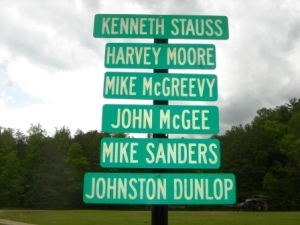 KENNETH STAUSS
HARVEY MOORE
MIKE McGREEVY
JOHN McGEE
MIKE SANDERS
JOHNSTON DUNLOP